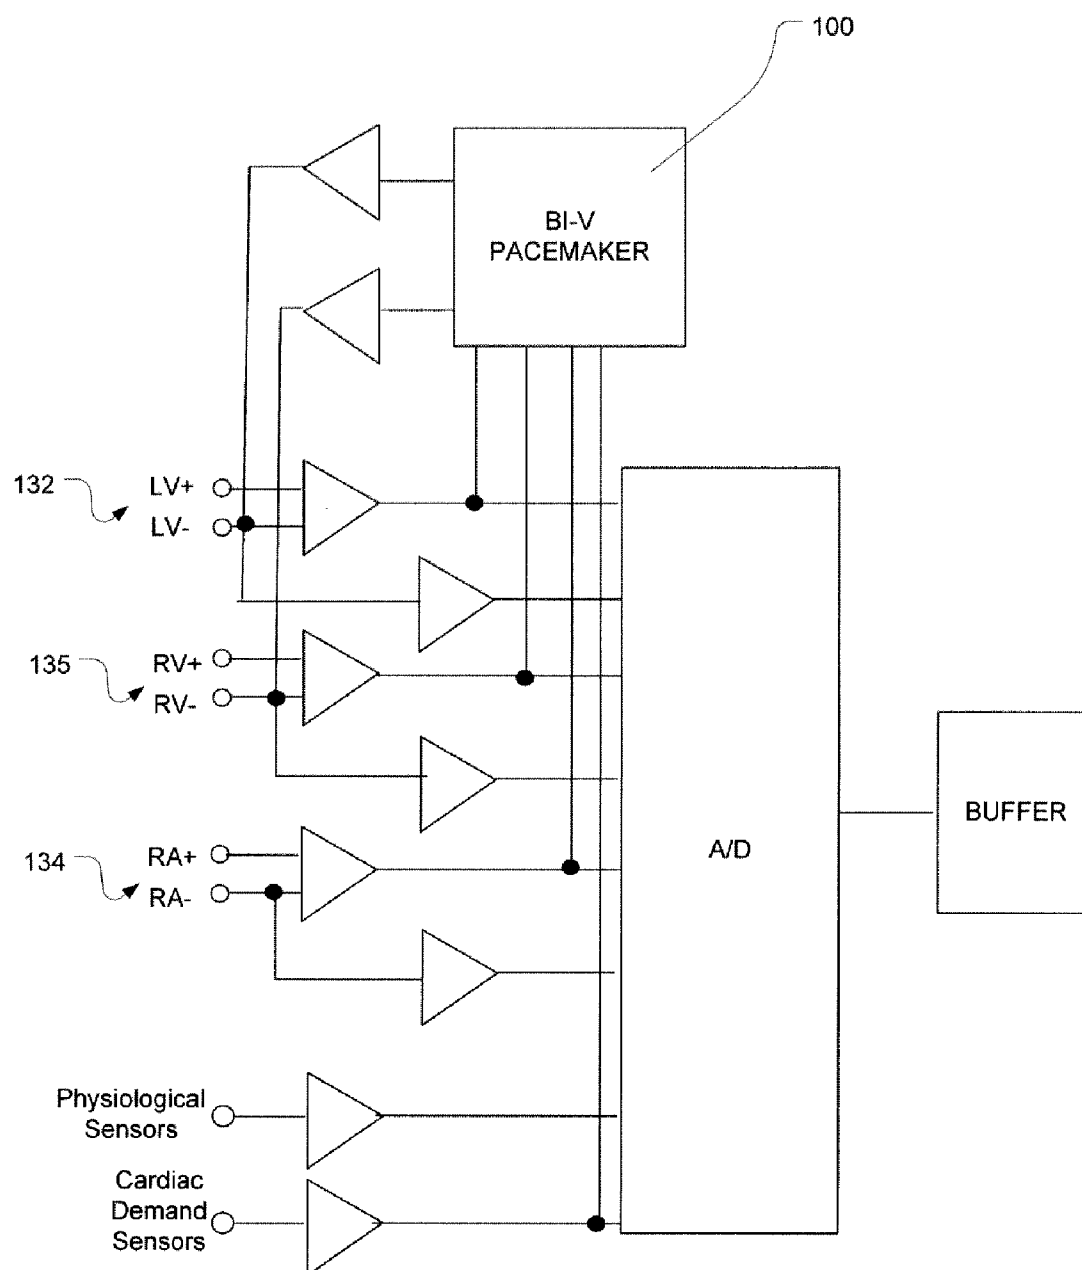 100
BI-V
PACEMAKER
132
LV+
LV-
135
RV+
RV-
134
RA+
RA-
A/D
BUFFER
Physiological
Sensors
Cardiac
Demand
Sensors